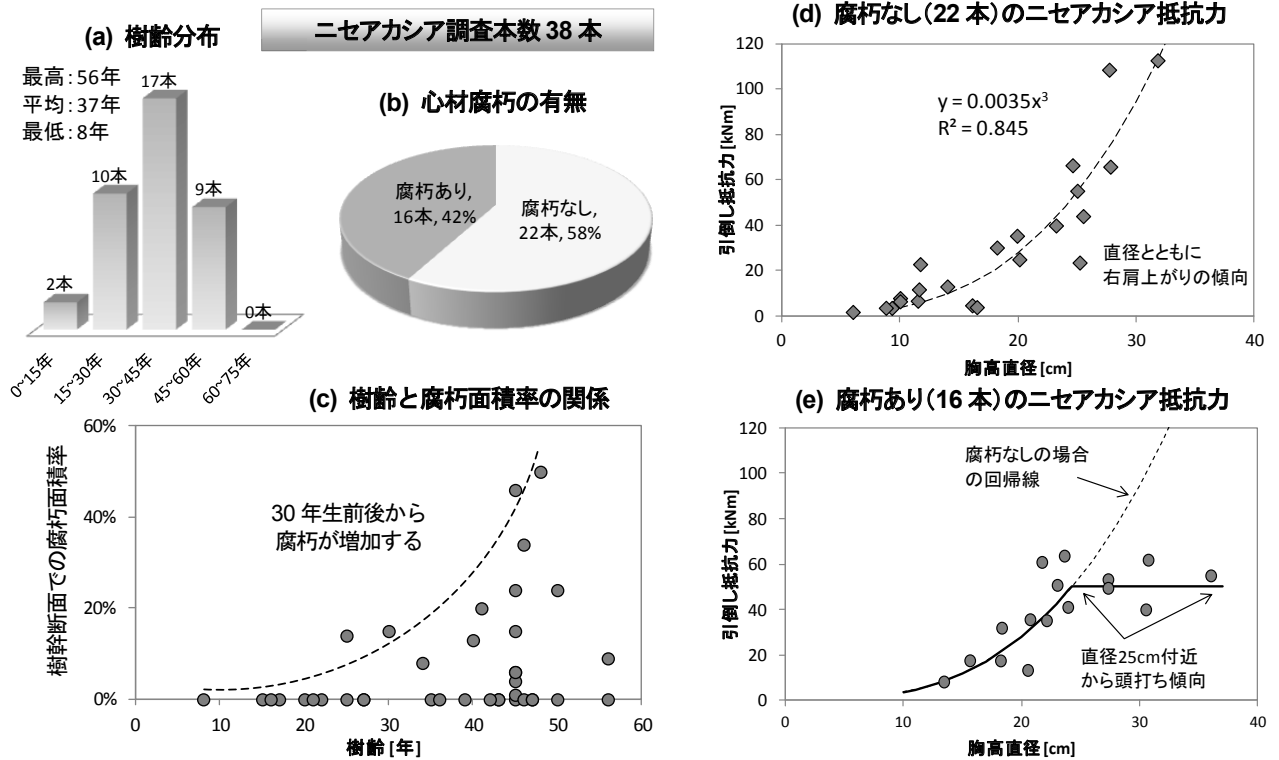 ニセアカシア調査本数 38 本
(a) 樹齢分布
最高：56年
平均：37年
最低：8年
2本
10本
17本
9本
0本
0~15年
15~30年
30~45年
45~60年
60~75年
(b) 心材腐朽の有無
腐朽あり,
16本, 42%
腐朽なし,
22本, 58%
(c) 樹齢と腐朽面積率の関係
樹幹断面での腐朽面積率
60%
40%
20%
0%
30 年生前後から
腐朽が増加する
0
10
20
30
40
50
60
樹齢 [年]
(d) 腐朽なし（22 本）のニセアカシア抵抗力
引倒し抵抗力 [kNm]
120
100
80
60
40
20
0
y = 0.0035x³
R² = 0.845
直径とともに
右肩上がりの傾向
0
10
20
30
40
胸高直径 [cm]
(e) 腐朽あり（16 本）のニセアカシア抵抗力
引倒し抵抗力 [kNm]
120
100
80
60
40
20
0
腐朽なしの場合
の回帰線
直径25cm付近
から頭打ち傾向
0
10
20
30
40
胸高直径 [cm]